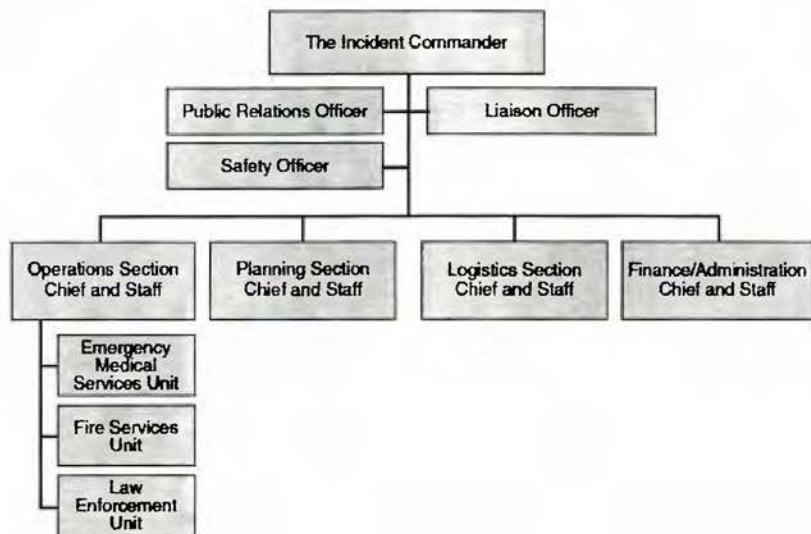 The Incident Commander
Public Relations Officer
Liaison Officer
Safety Officer
Operations Section
Chief and Staff
Planning Section
Chief and Staff
Logistics Section
Chief and Staff
Finance/Administration
Chief and Staff
Emergency
Medical
Services Unit
Fire Services
Unit
Law
Enforcement
Unit